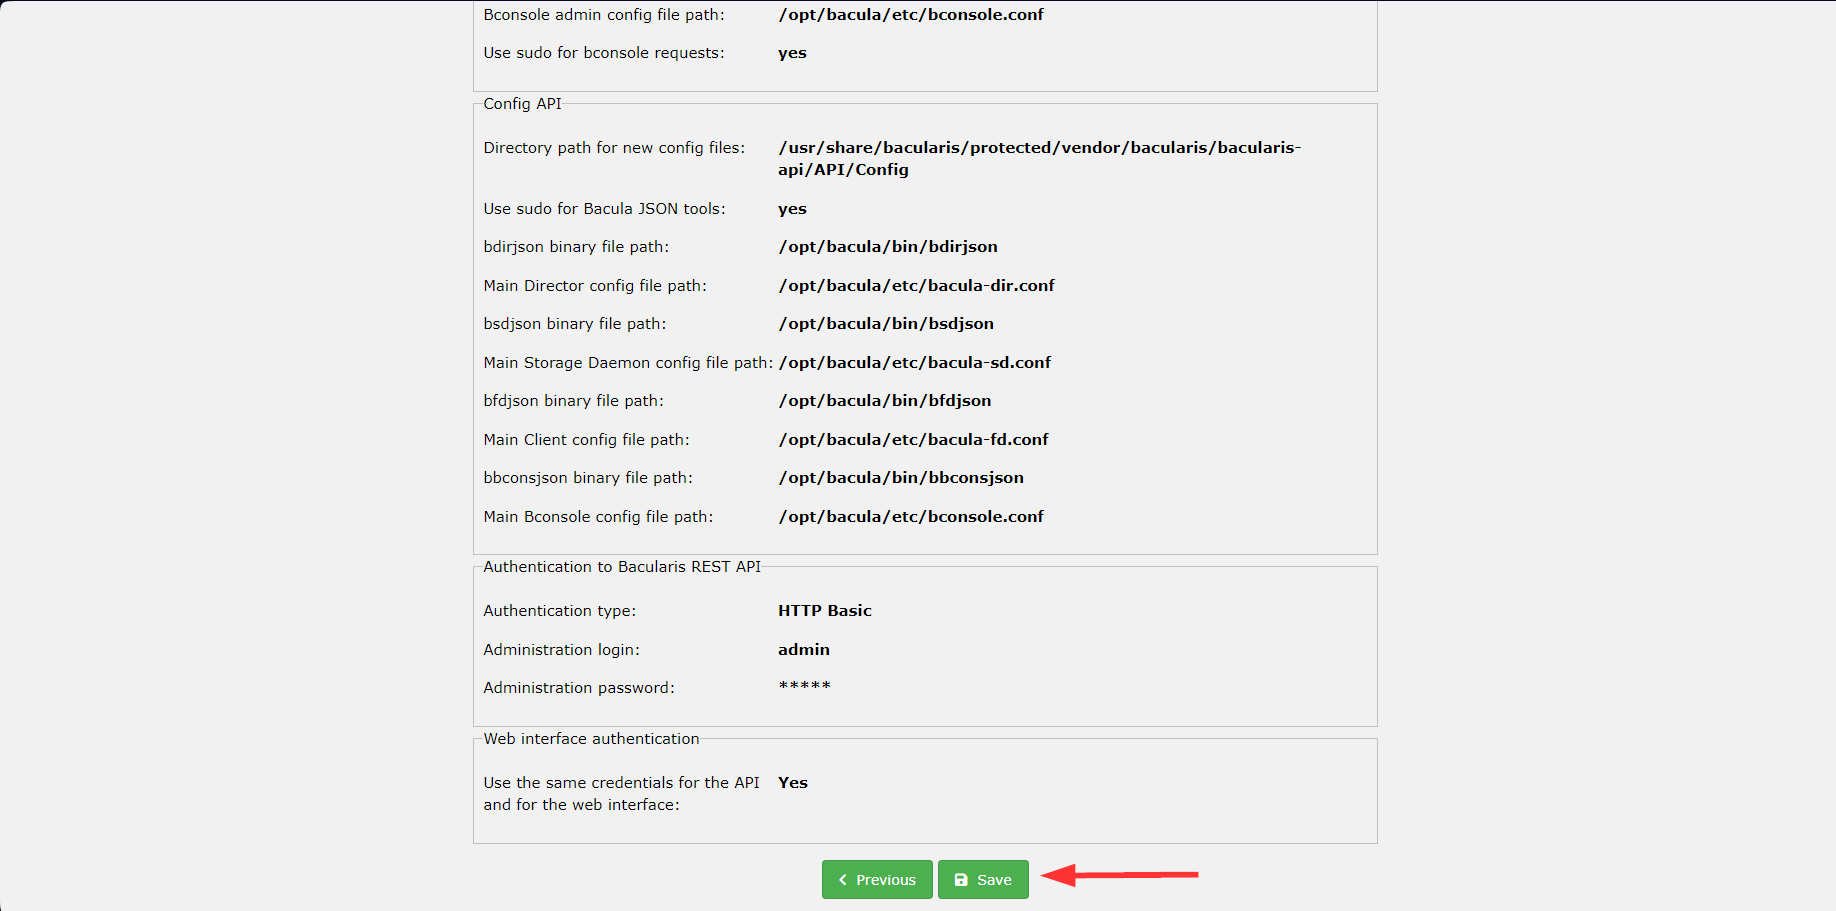 Bconsole admin config file path: /opt/bacula/etc/bconsole.conf
Use sudo for bconsole requests: yes
Config API
Directory path for new config files: /usr/share/bacularis/protected/vendor/bacularis/bacularis-
api/API/Config
Use sudo for Bacula JSON tools: yes
bdirjson binary file path: /opt/bacula/bin/bdirjson
Main Director config file path: /opt/bacula/etc/bacula-dir.conf
bsdjson binary file path: /opt/bacula/bin/bsdjson
Main Storage Daemon config file path: /opt/bacula/etc/bacula-sd.conf
bfdjson binary file path: /opt/bacula/bin/bfdjson
Main Client config file path: /opt/bacula/etc/bacula-fd.conf
bbconsjson binary file path: /opt/bacula/bin/bbconsjson
Main Bconsole config file path: /opt/bacula/etc/bconsole.conf
Authentication to Bacularis REST API
Authentication type: HTTP Basic
Administration login: admin
Administration password: *****
Web interface authentication
Use the same credentials for the API Yes
and for the web interface:
Previous Save